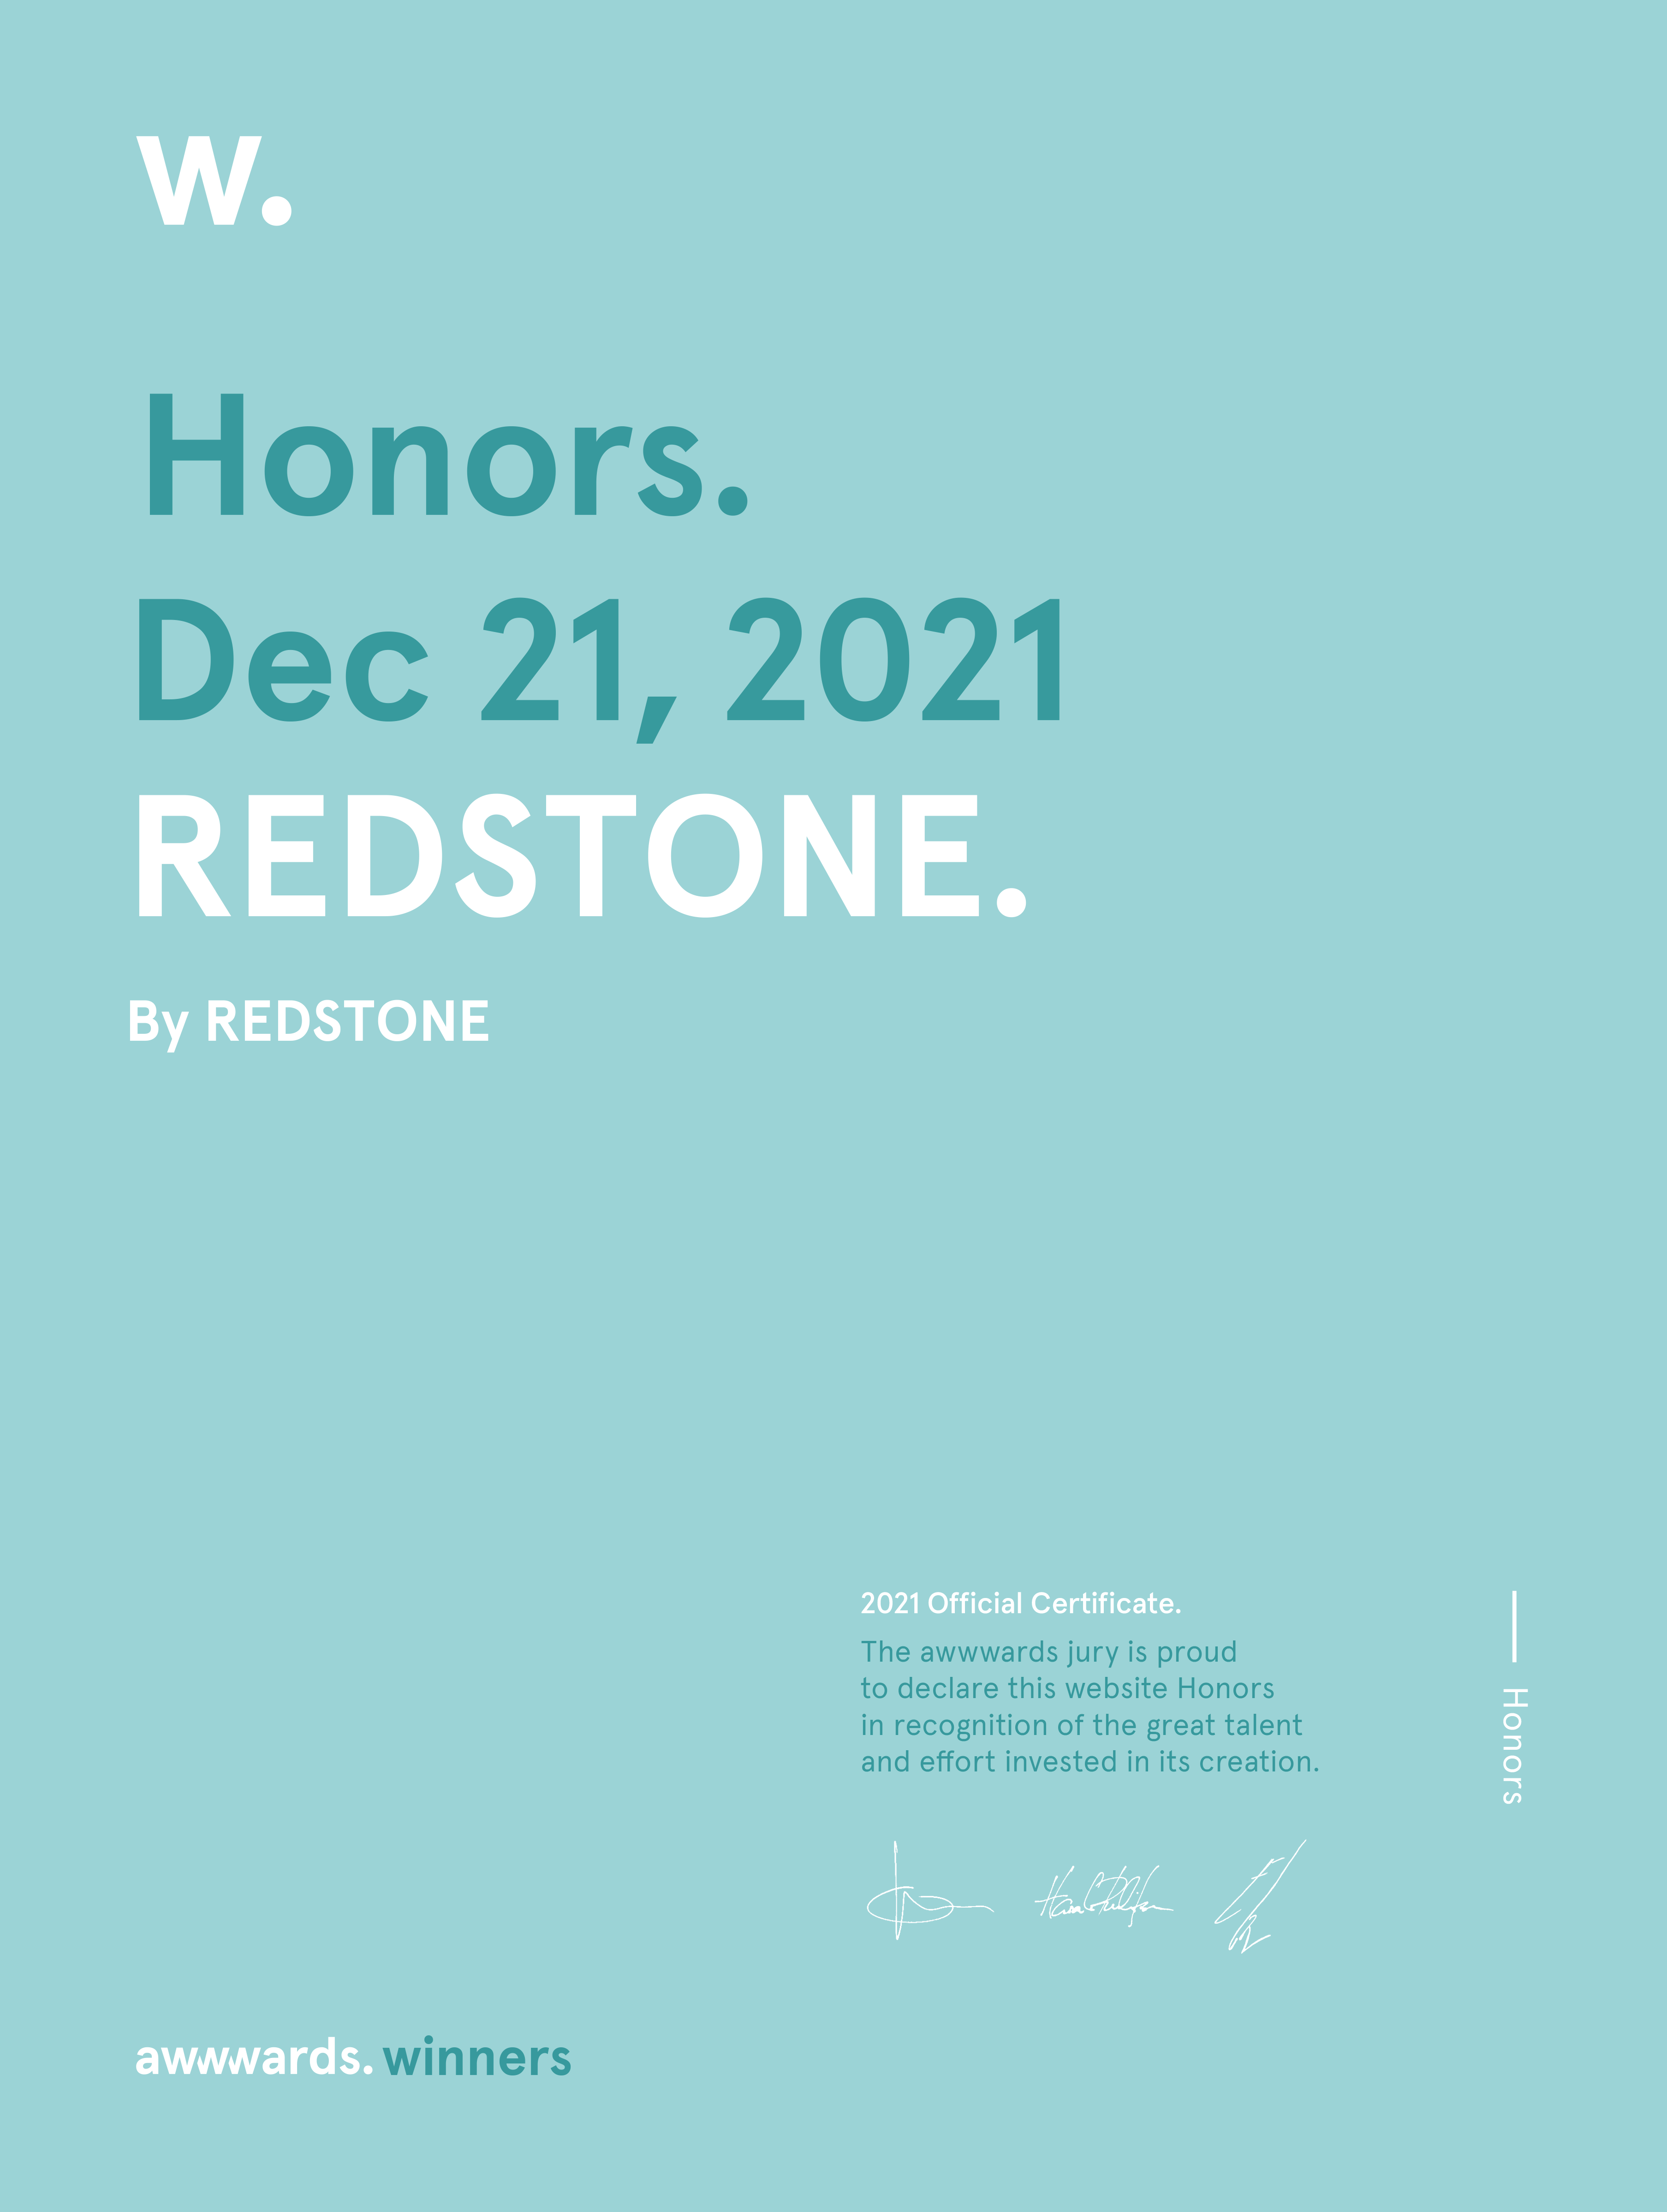 W.
Honors.
Dec 21, 2021
REDSTONE.
By REDSTONE
2021 Official Certificate.
The awwwards jury is proud
to declare this website Honors
in recognition of the great talent
and effort invested in its creation.
Honors
awwwards. winners